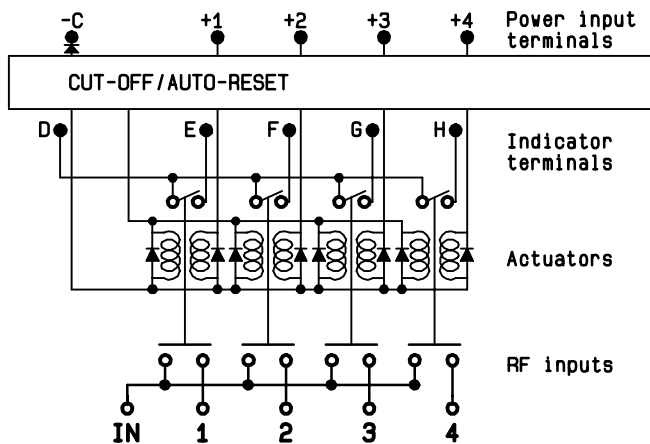 -C +1 +2 +3 +4 Power input
terminals
CUT-OFF/AUTO-RESET
D E F G H Indicator
terminals
Actuators
RF inputs
IN 1 2 3 4